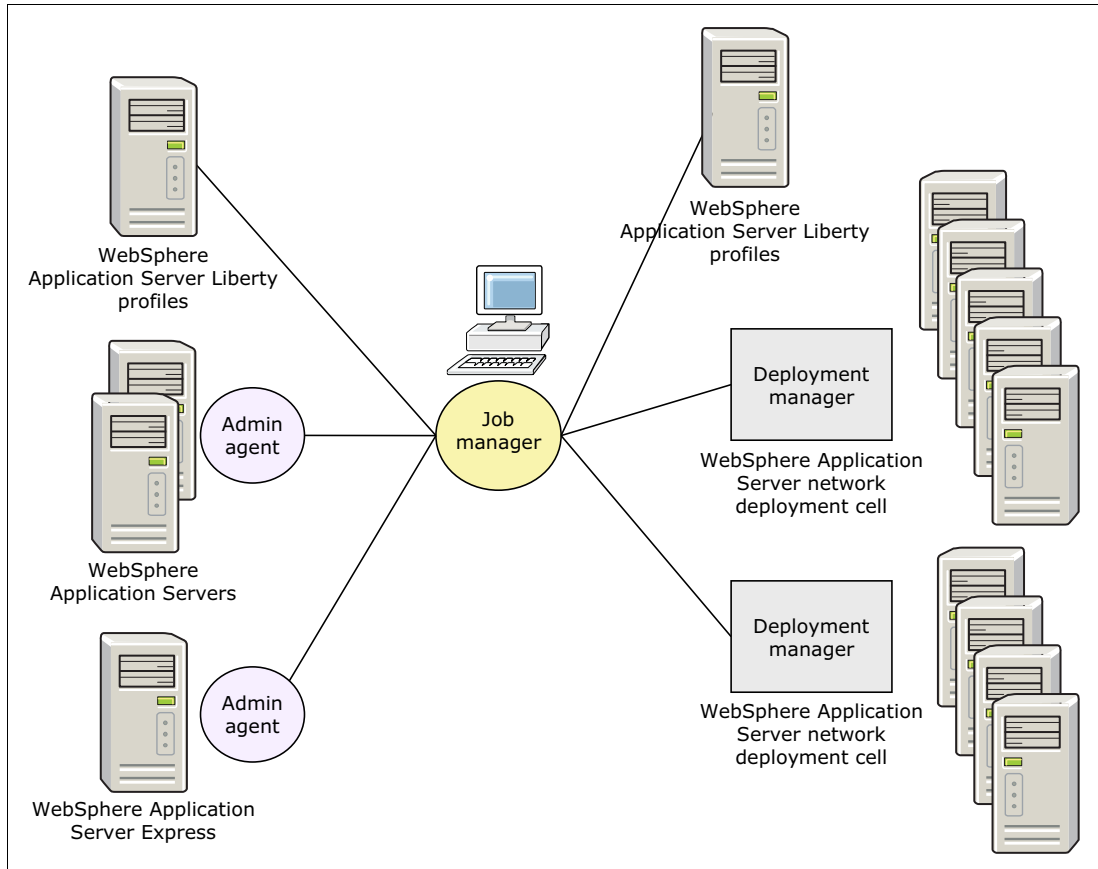 WebSphere
Application Server Liberty
profiles
WebSphere
Application Server Liberty
profiles
Job
manager
Admin
agent
WebSphere
Application Servers
Deployment
manager
WebSphere Application
Server network
deployment cell
Admin
agent
WebSphere Application
Server Express
Deployment
manager
WebSphere Application
Server network
deployment cell